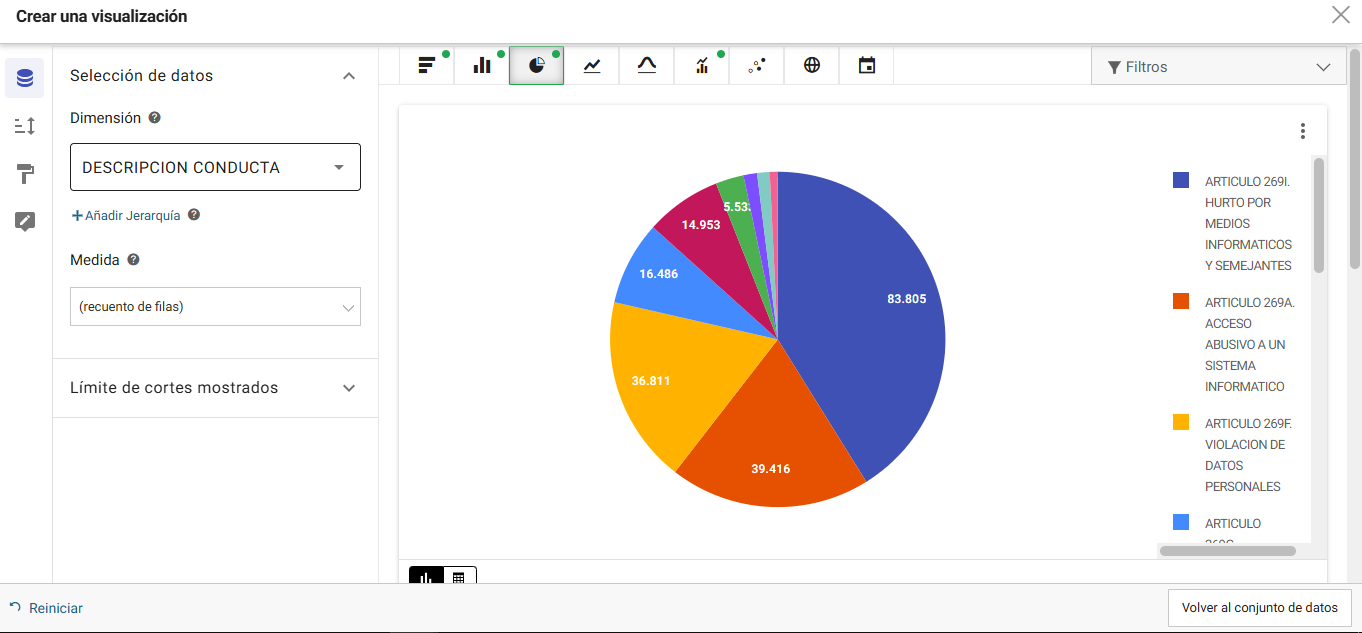 Crear una visualización
Selección de datos
Dimensión
DESCRIPCION CONDUCTA
Añadir Jerarquía
Medida
(recuento de filas)
Límite de cortes mostrados
Filtros
5.53
14.953
16.486
83.805
36.811
39.416
ARTICULO 269I.
HURTO POR
MEDIOS
INFORMATICOS
Y SEMEJANTES
ARTICULO 269A.
ACCESO
ABUSIVO A UN
SISTEMA
INFORMATICO
ARTICULO 269F.
VIOLACION DE
DATOS
PERSONALES
ARTICULO
Reiniciar
Volver al conjunto de datos